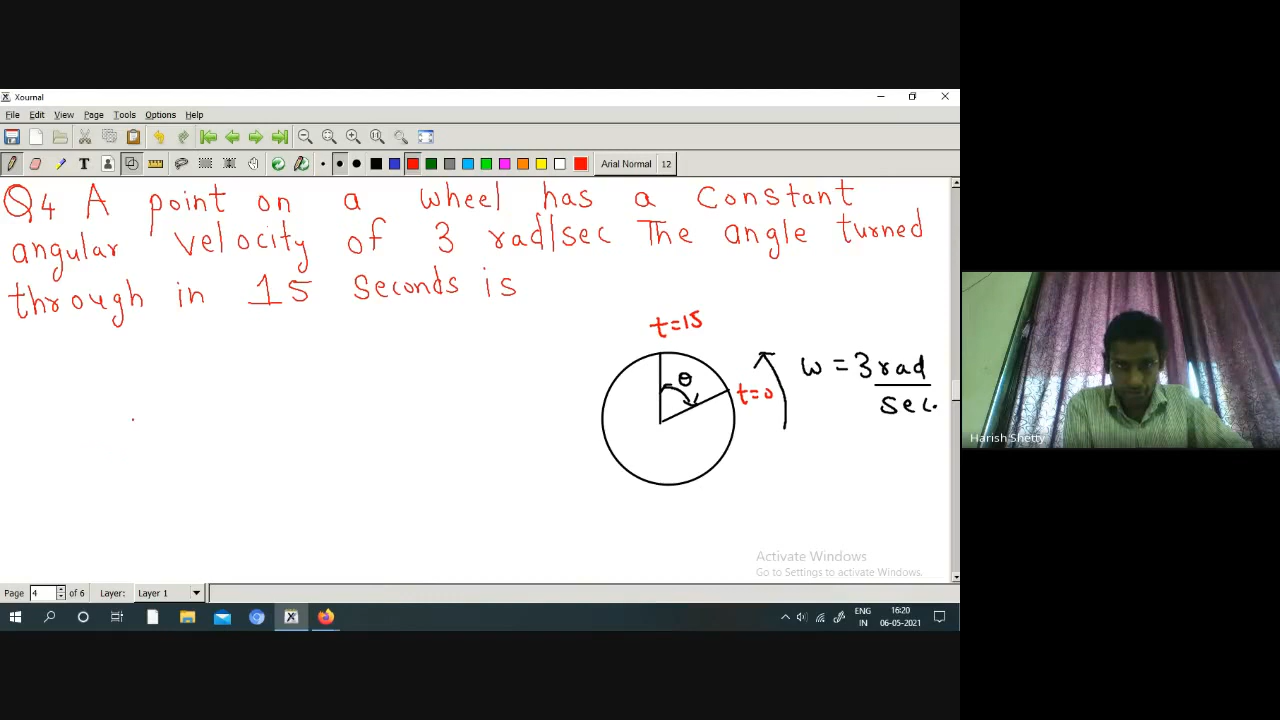 Xournal
File Edit View Page Tools Options Help
T Arial Normal 12
Q4 A point on a wheel has a Constant
angular velocity of 3 rad/sec The angle turned
through in 15 seconds is
t=15
θ
t=0
ω = 3 rad
sec.
Harish Shetty
Activate Windows
Go to Settings to activate Windows.
Page 4 of 6 Layer: Layer 1
ENG 16:20
IN 06-05-2021